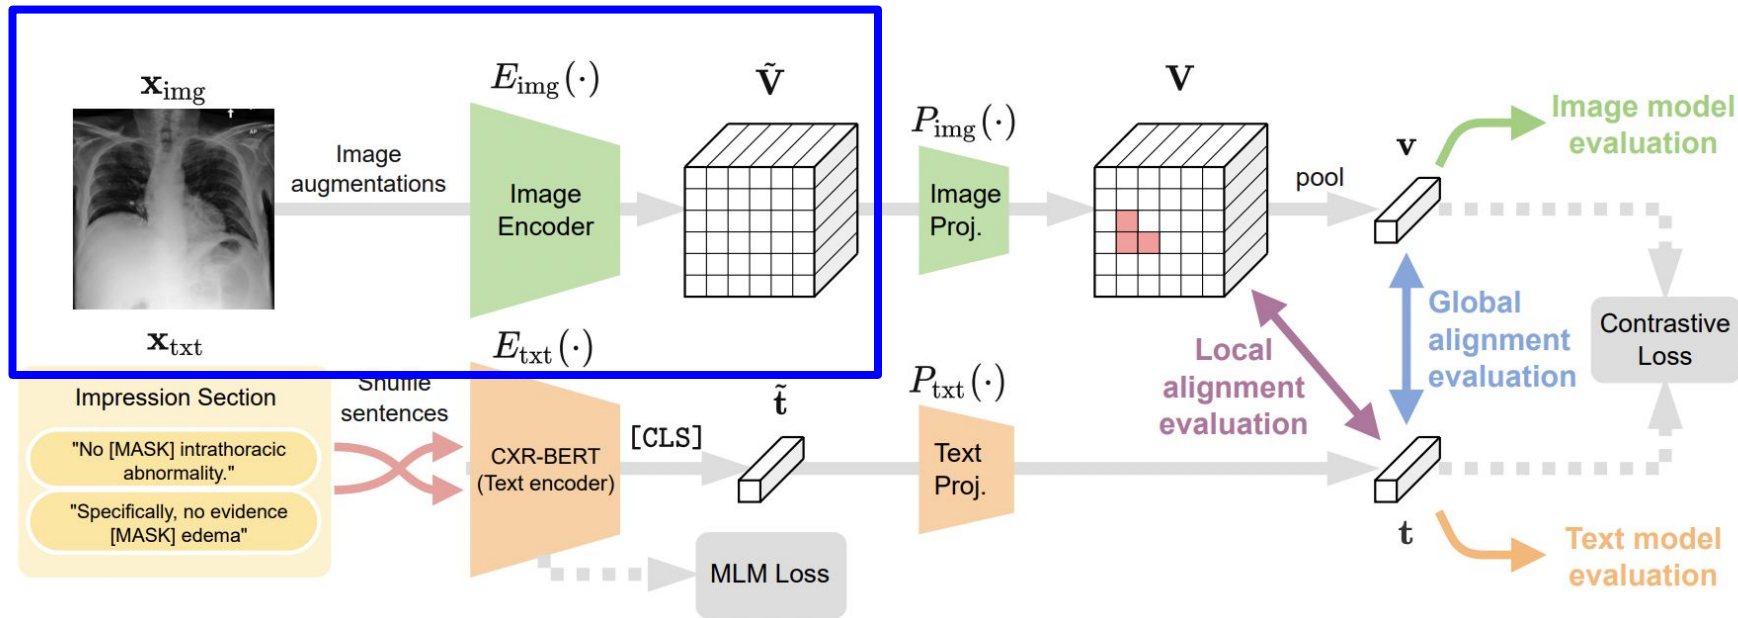 x_img
Image
augmentations
E_img(·)
Image
Encoder
Ṽ
P_img(·)
Image
Proj.
V
pool
v
Image model
evaluation
AP
x_txt
Impression Section
"No [MASK] intrathoracic
abnormality."
"Specifically, no evidence
[MASK] edema"
Shuffle
sentences
E_txt(·)
CXR-BERT
(Text encoder)
[CLS]
t̃
MLM Loss
P_txt(·)
Text
Proj.
Local
alignment
evaluation
Global
alignment
evaluation
Contrastive
Loss
t
Text model
evaluation